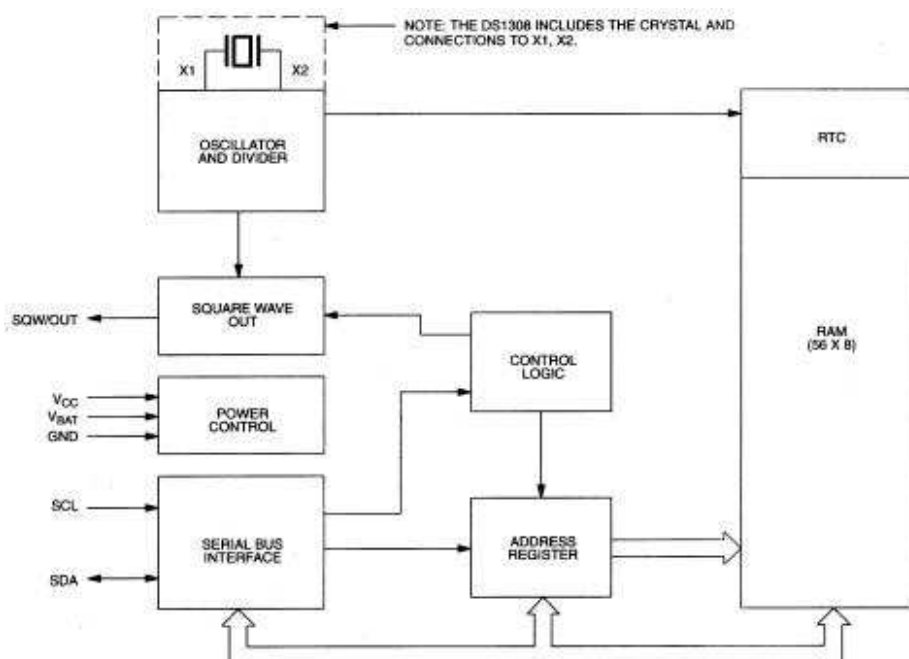 NOTE: THE DS1308 INCLUDES THE CRYSTAL AND
CONNECTIONS TO X1, X2.
X1
X2
OSCILLATOR
AND DIVIDER
RTC
SQUARE WAVE
OUT
SQW/OUT
CONTROL
LOGIC
RAM
(56 X 8)
VCC
VBAT
GND
POWER
CONTROL
SCL
SDA
SERIAL BUS
INTERFACE
ADDRESS
REGISTER